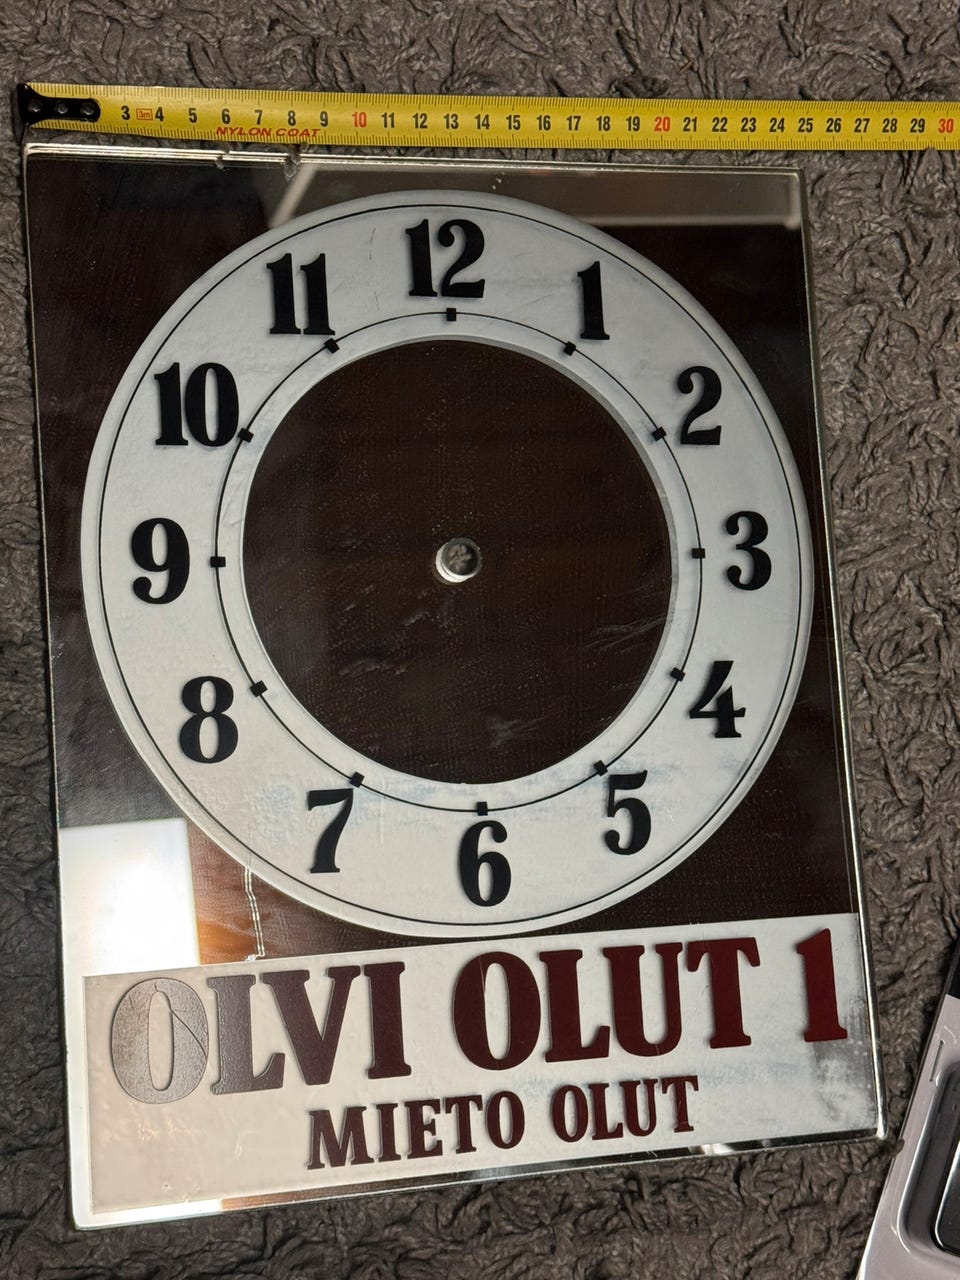 3 3m 4 5 6 7 8 9 10 11 12 13 14 15 16 17 18 19 20 21 22 23 24 25 26 27 28 29 30
NYLON COAT
12
11 1
10 2
9 3
8 4
7 5
6
OLVI OLUT 1
MIETO OLUT